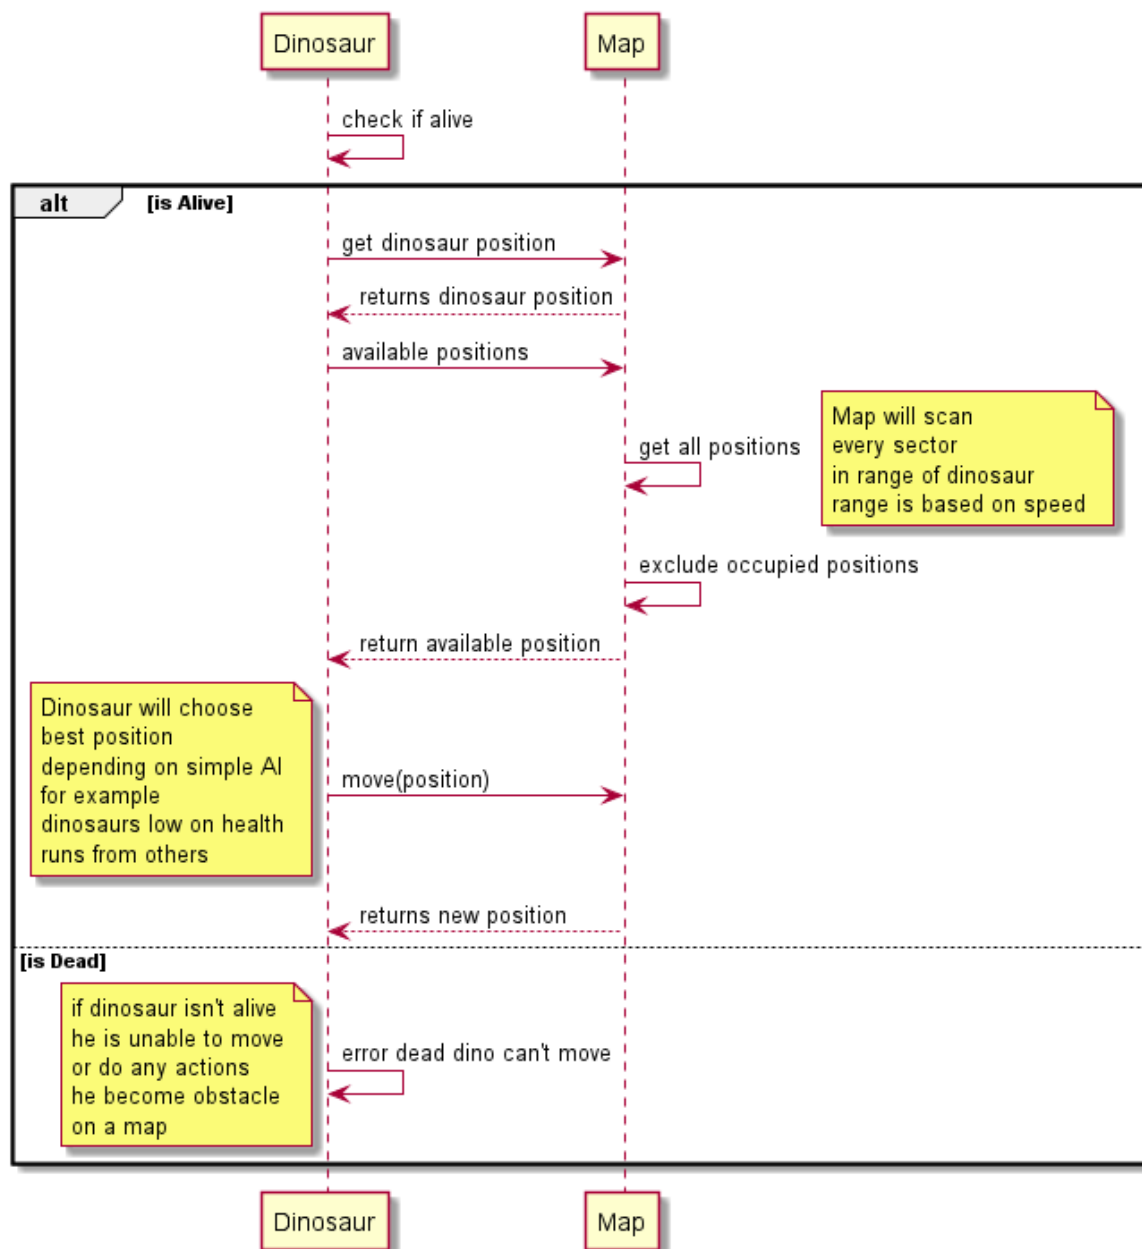 Dinosaur
Map
check if alive
alt
[is Alive]
get dinosaur position
returns dinosaur position
available positions
get all positions
Map will scan
every sector
in range of dinosaur
range is based on speed
exclude occupied positions
return available position
Dinosaur will choose
best position
depending on simple AI
for example
dinosaurs low on health
runs from others
move(position)
returns new position
[is Dead]
if dinosaur isn't alive
he is unable to move
or do any actions
he become obstacle
on a map
error dead dino can't move
Dinosaur
Map